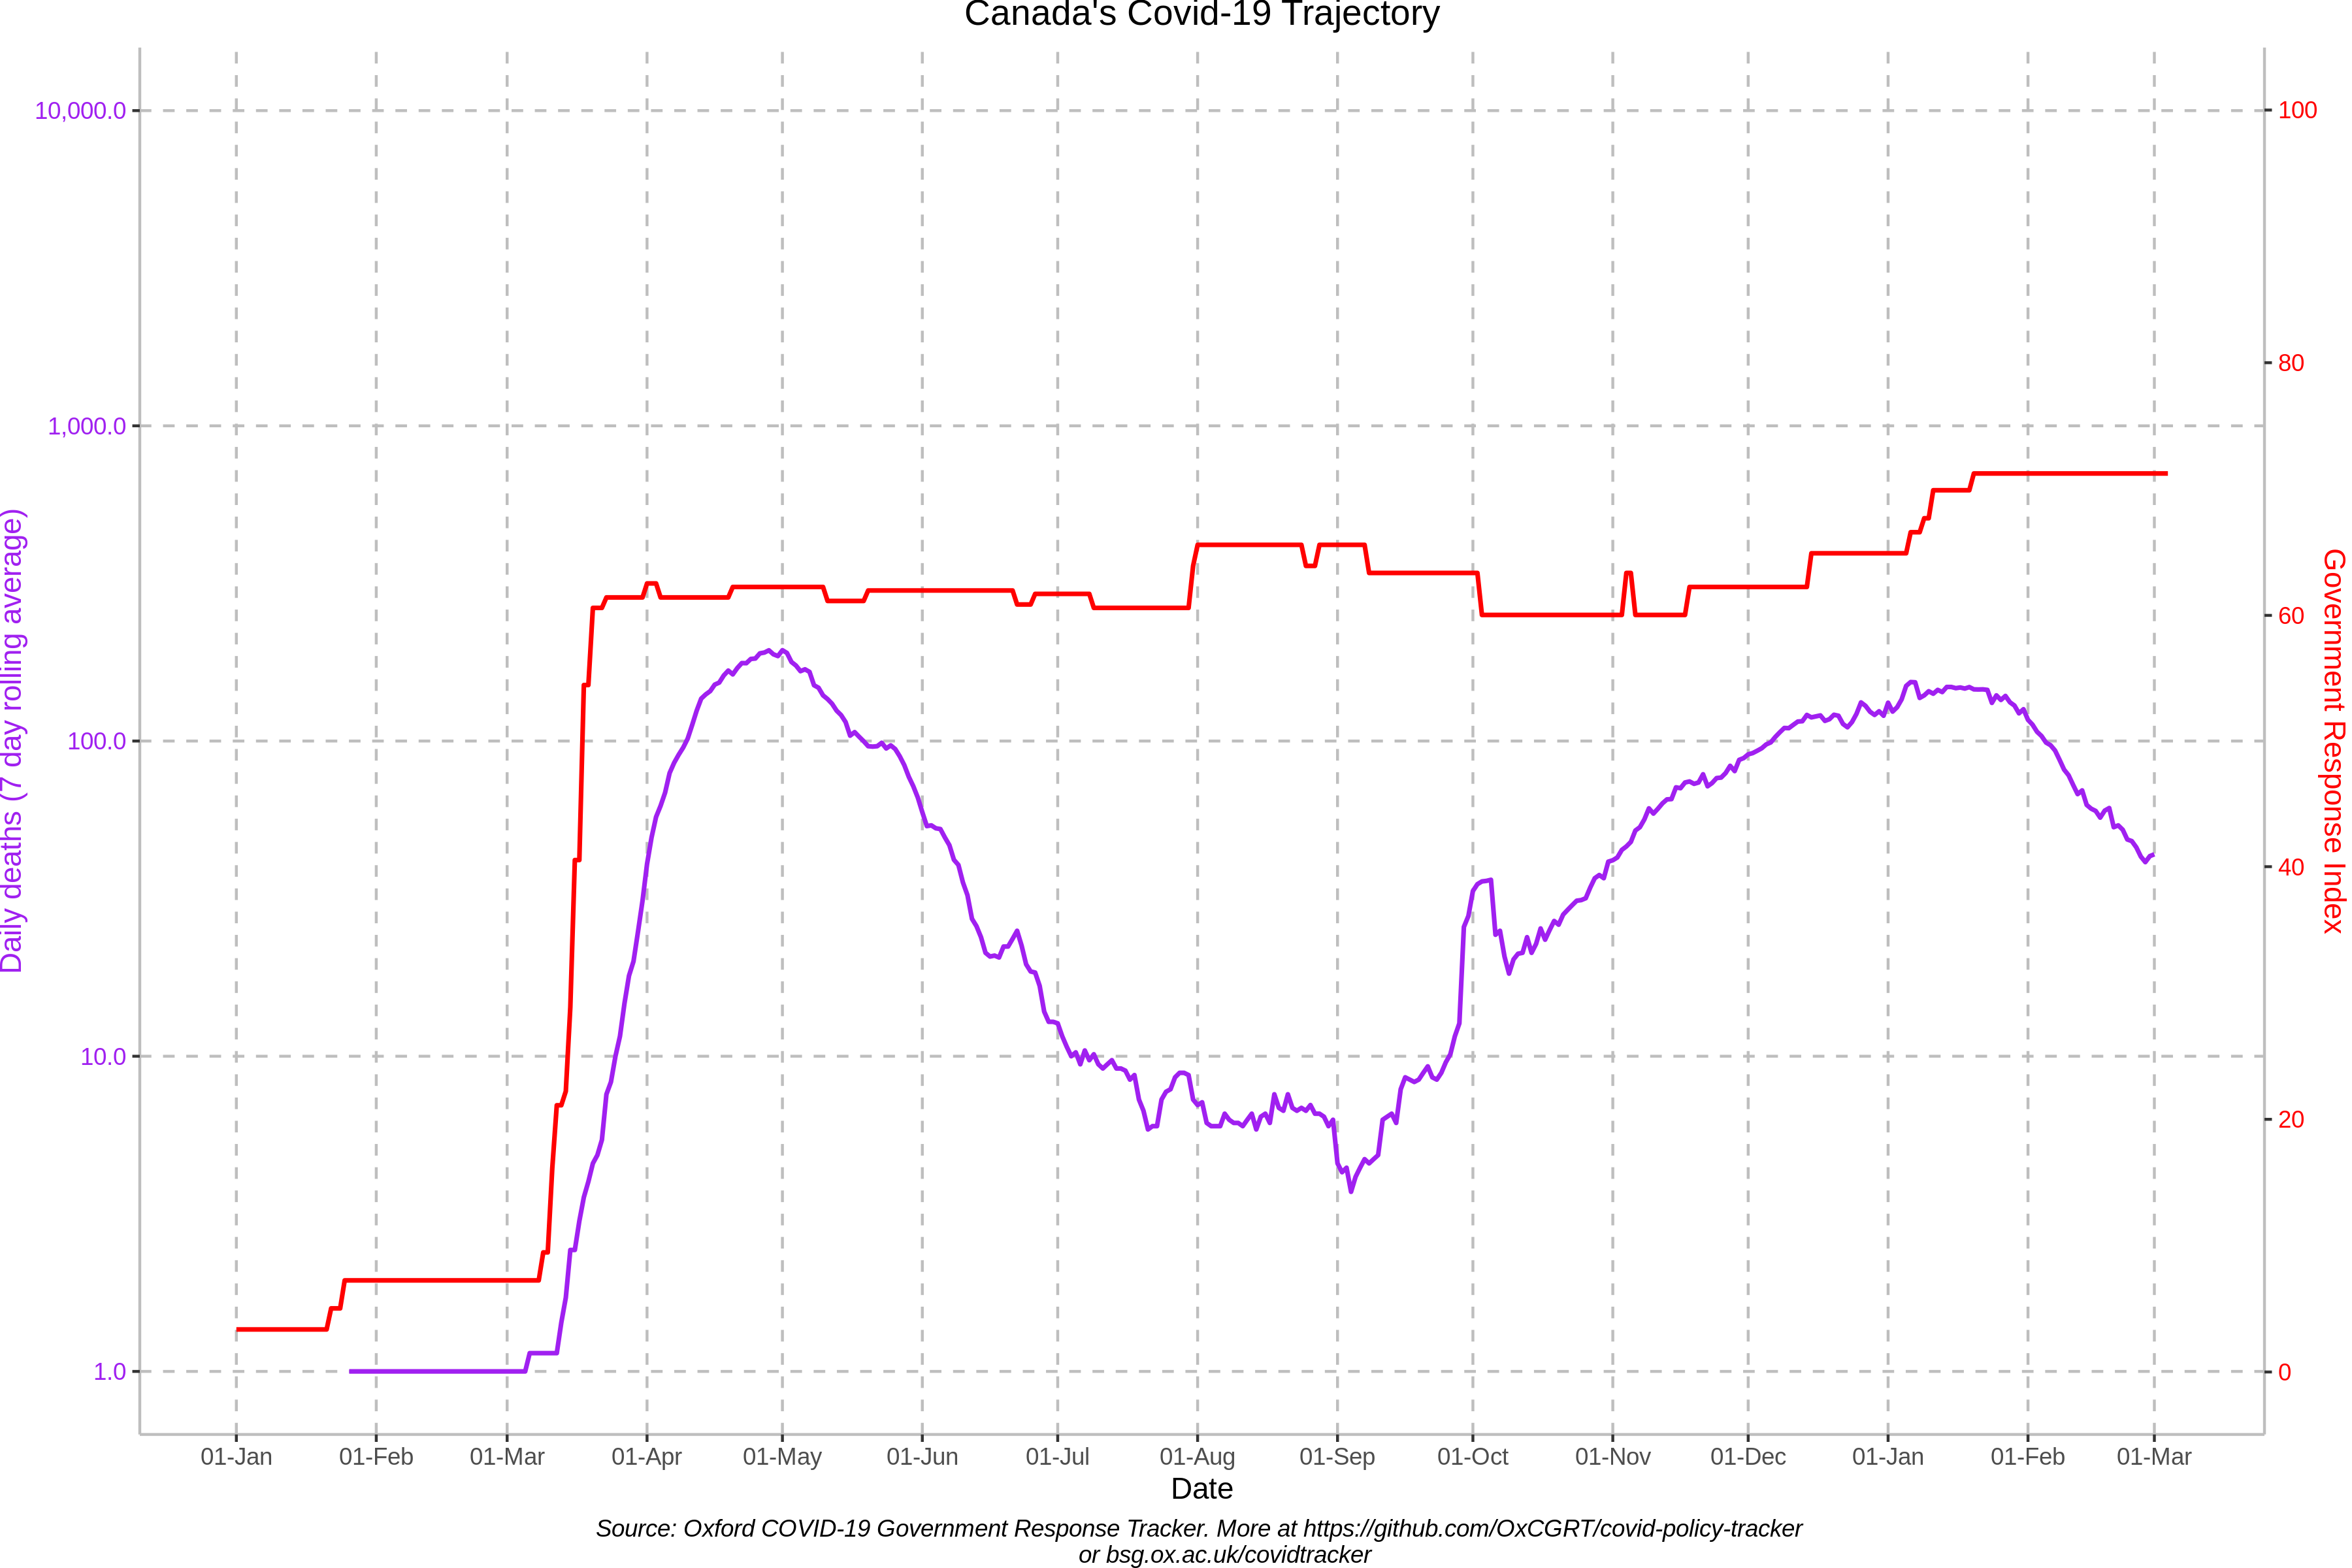 Canada's Covid-19 Trajectory
10,000.0
1,000.0
100.0
10.0
1.0
Daily deaths (7 day rolling average)
100
80
60
40
20
0
Government Response Index
01-Jan 01-Feb 01-Mar 01-Apr 01-May 01-Jun 01-Jul 01-Aug 01-Sep 01-Oct 01-Nov 01-Dec 01-Jan 01-Feb 01-Mar
Date
Source: Oxford COVID-19 Government Response Tracker. More at https://github.com/OxCGRT/covid-policy-tracker
or bsg.ox.ac.uk/covidtracker